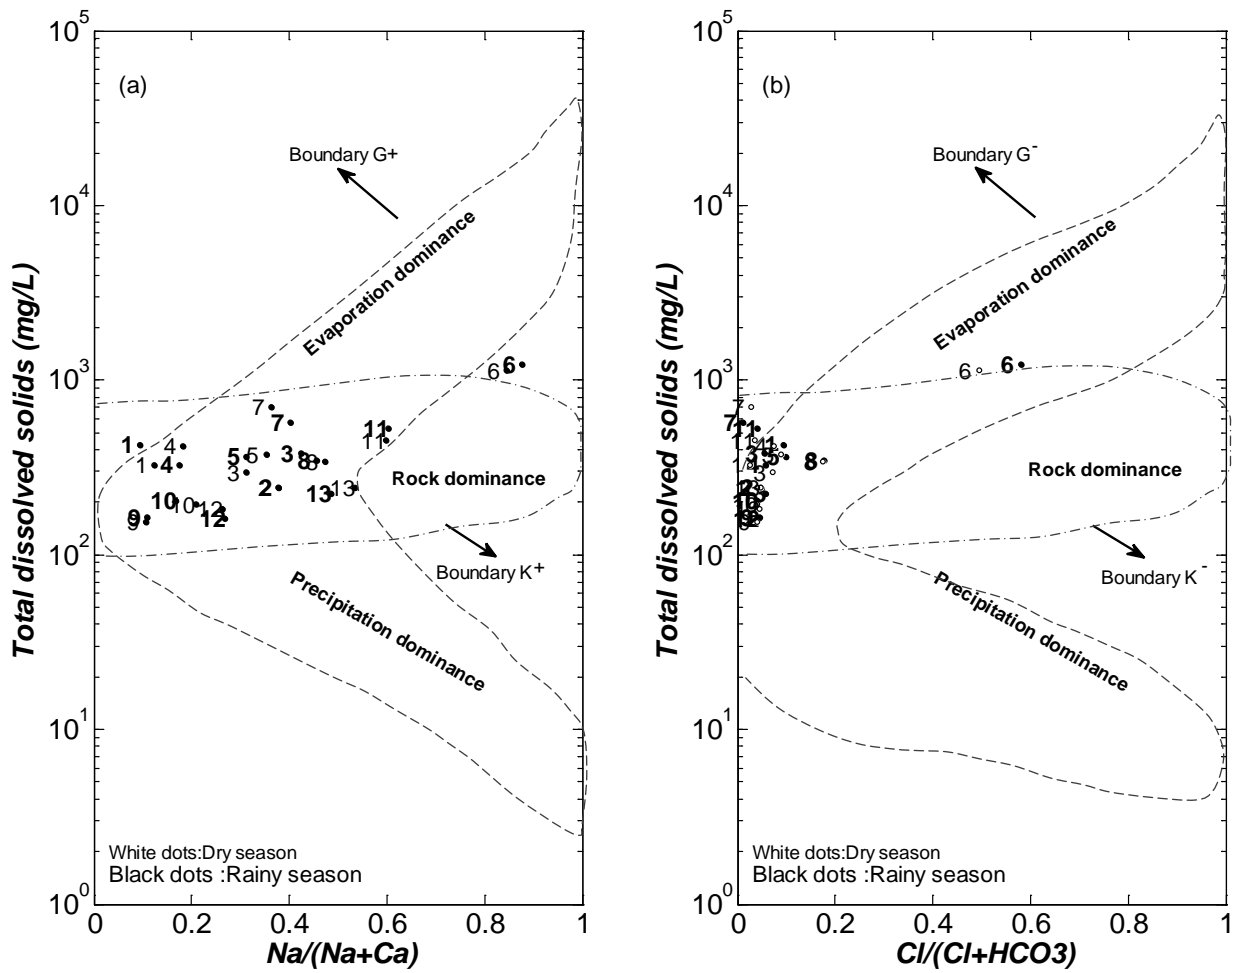 10^5
(a)
Boundary G+
10^4
Evaporation dominance
10^3
6
6
7
7
11
11
1
4
1
4
5
5
3
3
8
8
2
13
13
Rock dominance
10
10
12
12
9
9
10^2
Boundary K^+
Precipitation dominance
10^1
White dots:Dry season
Black dots :Rainy season
10^0
0
0.2
0.4
0.6
0.8
1
Total dissolved solids (mg/L)
Na/(Na+Ca)
10^5
(b)
Boundary G^-
10^4
Evaporation dominance
10^3
6
6
7
7
11
8
Rock dominance
10^2
Boundary K^-
Precipitation dominance
10^1
White dots:Dry season
Black dots :Rainy season
10^0
0
0.2
0.4
0.6
0.8
1
Total dissolved solids (mg/L)
Cl/(Cl+HCO3)